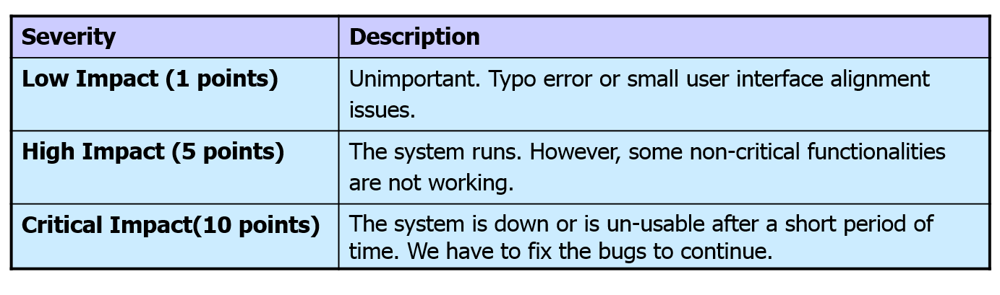 Severity
Description
Low Impact (1 points)
Unimportant. Typo error or small user interface alignment
issues.
High Impact (5 points)
The system runs. However, some non-critical functionalities
are not working.
Critical Impact(10 points)
The system is down or is un-usable after a short period of
time. We have to fix the bugs to continue.